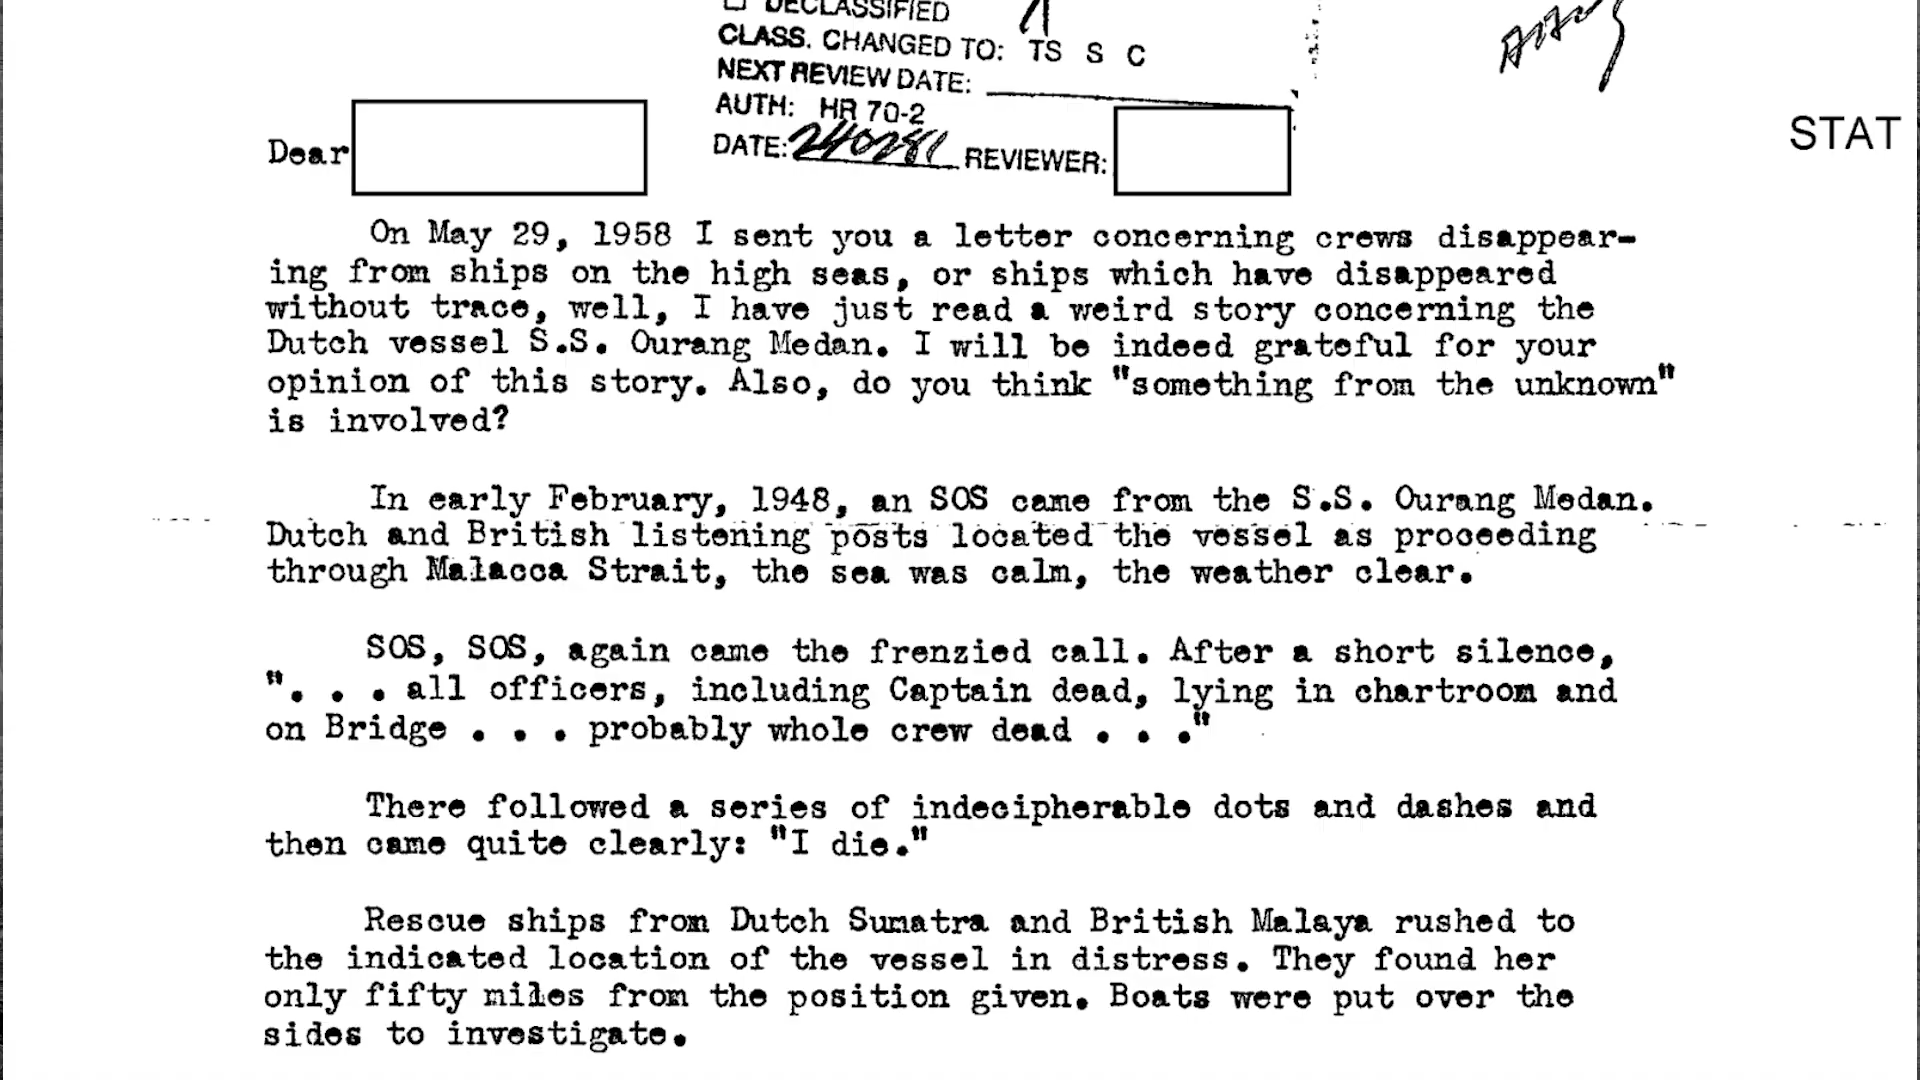 DECLASSIFIED
CLASS. CHANGED TO: TS S C
NEXT REVIEW DATE:
AUTH: HR 70-2
DATE: REVIEWER:
STAT
Dear
On May 29, 1958 I sent you a letter concerning crews disappear-
ing from ships on the high seas, or ships which have disappeared
without trace, well, I have just read a weird story concerning the
Dutch vessel S.S. Ourang Medan. I will be indeed grateful for your
opinion of this story. Also, do you think "something from the unknown"
is involved?
In early February, 1948, an SOS came from the S.S. Ourang Medan.
Dutch and British listening posts located the vessel as proceeding
through Malacca Strait, the sea was calm, the weather clear.
SOS, SOS, again came the frenzied call. After a short silence,
". . . all officers, including Captain dead, lying in chartroom and
on Bridge . . . probably whole crew dead . . ."
There followed a series of indecipherable dots and dashes and
then came quite clearly: "I die."
Rescue ships from Dutch Sumatra and British Malaya rushed to
the indicated location of the vessel in distress. They found her
only fifty miles from the position given. Boats were put over the
sides to investigate.